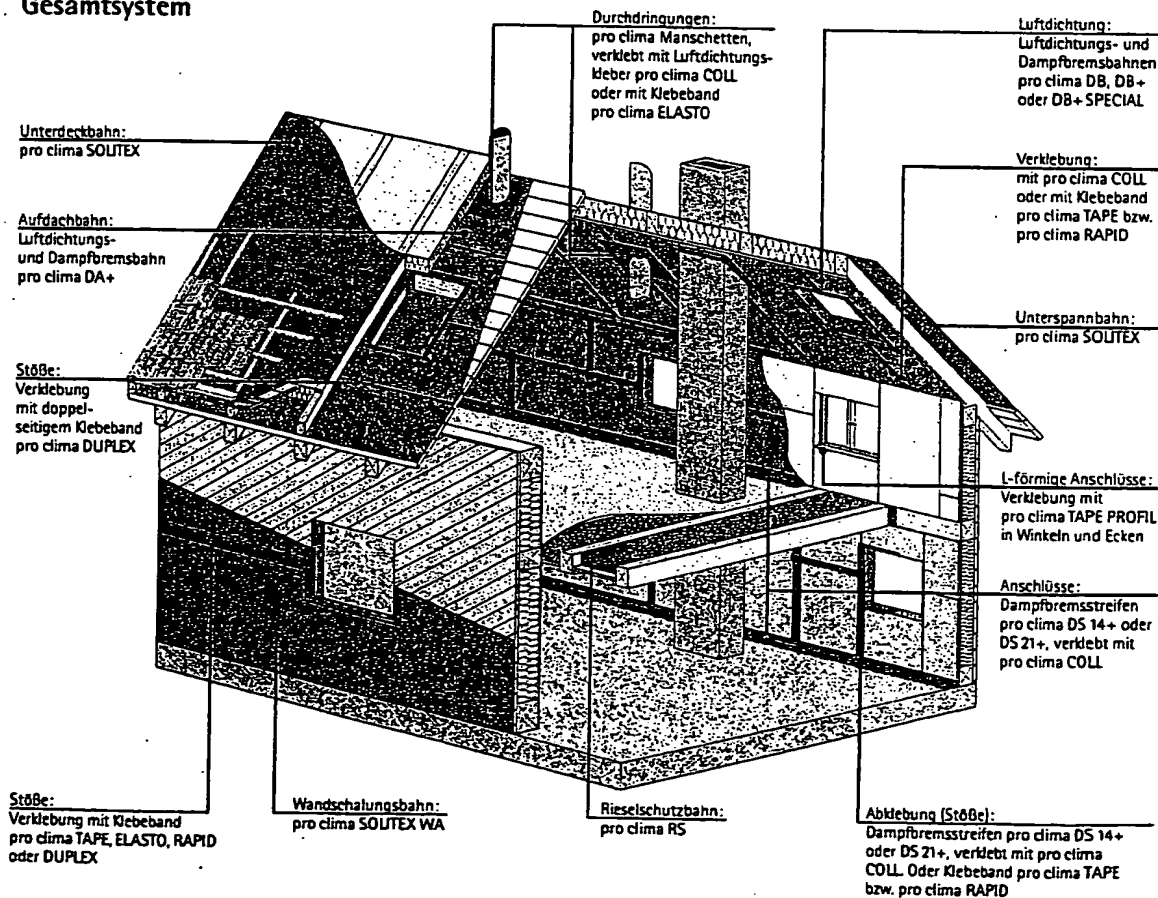 Gesamtsystem
Durchdringungen:
pro clima Manschetten,
verklebt mit Luftdichtungs-
kleber pro clima COLL
oder mit Klebeband
pro clima ELASTO
Luftdichtung:
Luftdichtungs- und
Dampfbremsbahnen
pro clima DB, DB+
oder DB+ SPECIAL
Unterdeckbahn:
pro clima SOLITEX
Verklebung:
mit pro clima COLL
oder mit Klebeband
pro clima TAPE bzw.
pro clima RAPID
Aufdachbahn:
Luftdichtungs-
und Dampfbremsbahn
pro clima DA+
Unterspannbahn:
pro clima SOLITEX
Stöße:
Verklebung
mit doppel-
seitigem Klebeband
pro clima DUPLEX
L-förmige Anschlüsse:
Verklebung mit
pro clima TAPE PROFIL
in Winkeln und Ecken
Anschlüsse:
Dampfbremsstreifen
pro clima DS 14+ oder
DS 21+, verklebt mit
pro clima COLL
Stöße:
Verklebung mit Klebeband
pro clima TAPE, ELASTO, RAPID
oder DUPLEX
Wandschalungsbahn:
pro clima SOLITEX WA
Rieselschutzbahn:
pro clima RS
Abklebung (Stöße):
Dampfbremsstreifen pro clima DS 14+
oder DS 21+, verklebt mit pro clima
COLL. Oder Klebeband pro clima TAPE
bzw. pro clima RAPID